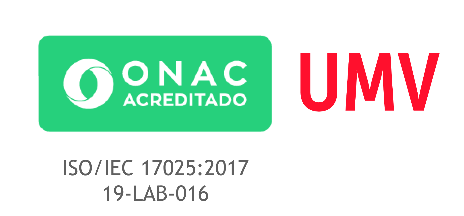 ONAC
ACREDITADO
UMV
ISO/IEC 17025:2017
19-LAB-016